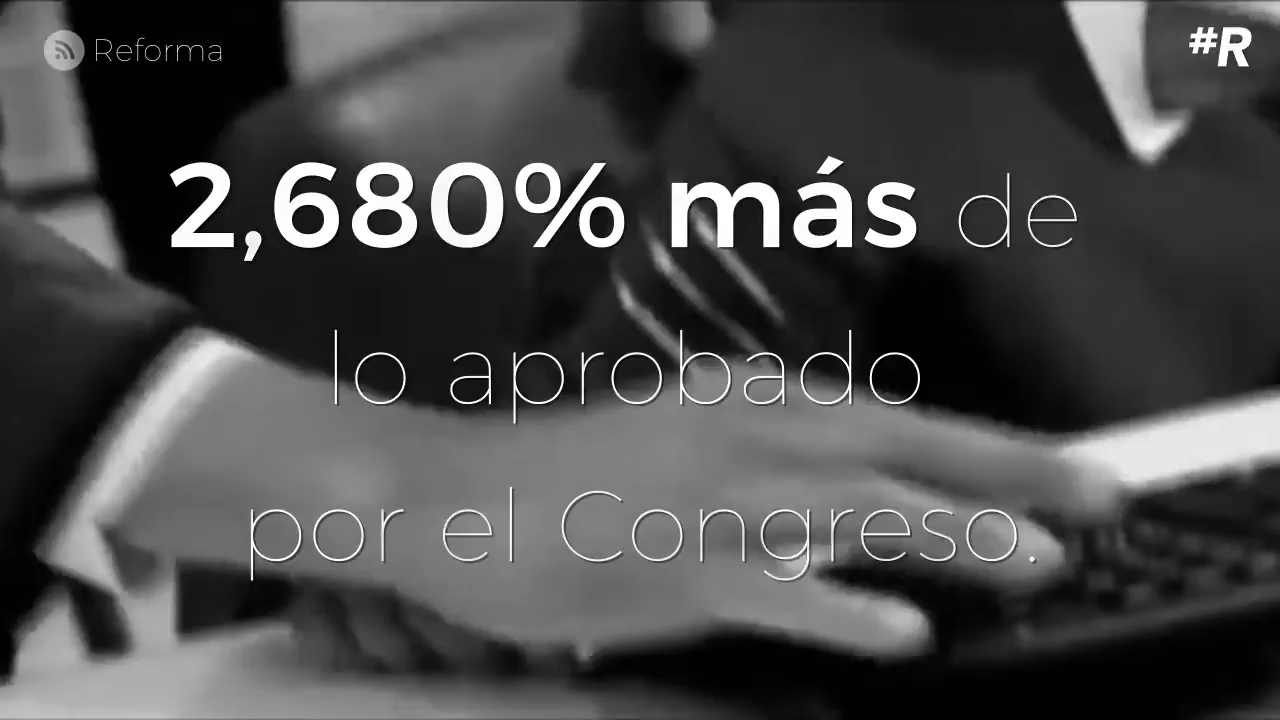 Reforma
#R
2,680% más de
lo aprobado
por el Congreso.